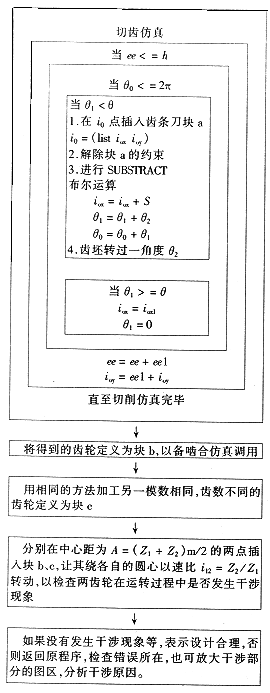 切齿仿真
当 ee < = h
当 θ₀ < = 2π
当 θ₁ < θ
1.在 i₀ 点插入齿条刀块 a
i₀ = (list iₒₓ iₒᵧ)
2.解除块 a 的约束
3.进行 SUBSTRACT
布尔运算
iₒₓ = iₒₓ + S
θ₁ = θ₁ + θ₂
θ₀ = θ₀ + θ₁
4.齿坯转过一角度 θ₂
当 θ₁ > = θ
iₒₓ = iₒₓ₁
θ₁ = 0
ee = ee + ee1
iₒᵧ = ee1 + iₒᵧ
直至切削仿真完毕
将得到的齿轮定义为块 b,以备啮合仿真调用
用相同的方法加工另一模数相同,齿数不同的
齿轮定义为块 c
分别在中心距为 A = (Z₁ + Z₂)m/2 的两点插
入块 b、c,让其绕各自的圆心以速比 i₁₂ = Z₂/Z₁
转动,以检查两齿轮在运转过程中是否发生干涉
现象
如果没有发生干涉现象等,表示设计合理,否
则返回原程序,检查错误所在,也可放大干涉部
分的图区,分析干涉原因。